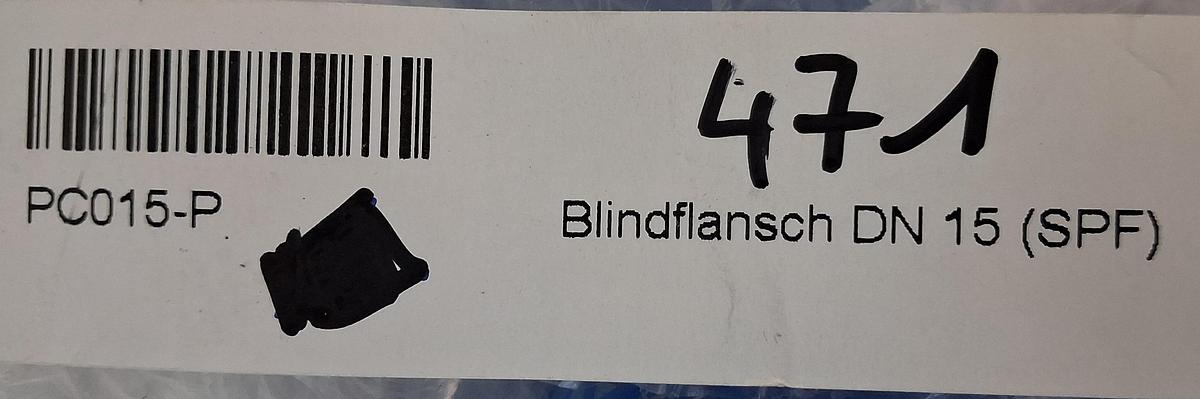 471
PC015-P
Blindflansch DN 15 (SPF)